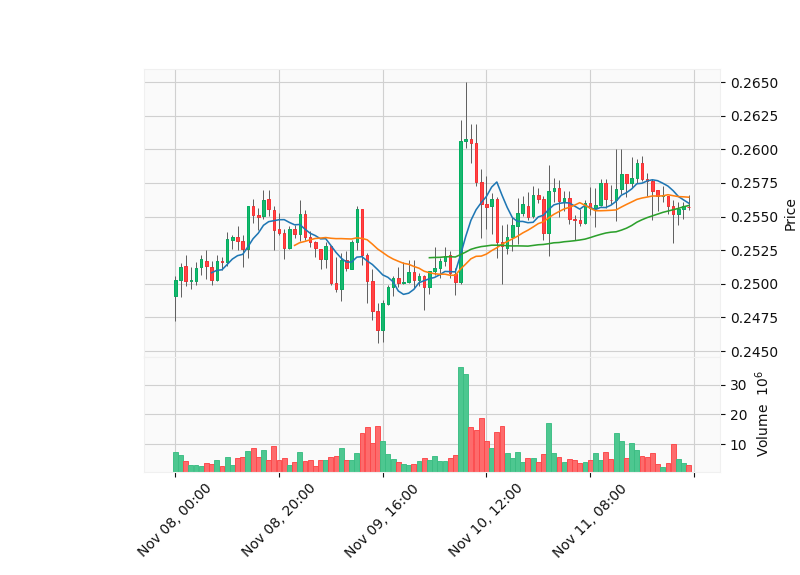 0.2650
0.2625
0.2600
0.2575
0.2550
0.2525
0.2500
0.2475
0.2450
Price
30
20
10
Volume 10⁶
Nov 08, 00:00
Nov 08, 20:00
Nov 09, 16:00
Nov 10, 12:00
Nov 11, 08:00